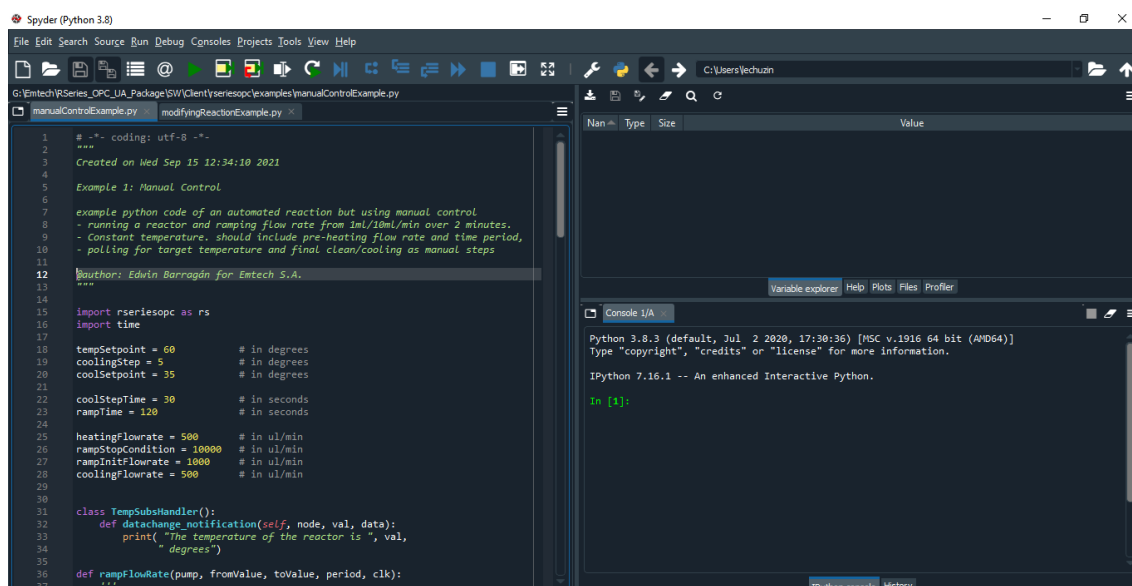 Spyder (Python 3.8)
File Edit Search Source Run Debug Consoles Projects Tools View Help
C:\Users\lechuzin
G:\Emtech\RSeries_OPC_UA_Package\SW\Client\rseriesopc\examples\manualControlExample.py
manualControlExample.py
modifyingReactionExample.py
1 # -*- coding: utf-8 -*-
2 """
3 Created on Wed Sep 15 12:34:10 2021
4
5 Example 1: Manual Control
6
7 example python code of an automated reaction but using manual control
8 - running a reactor and ramping flow rate from 1ml/10ml/min over 2 minutes.
9 - Constant temperature. should include pre-heating flow rate and time period,
10 - polling for target temperature and final clean/cooling as manual steps
11
12 @author: Edwin Barragán for Emtech S.A.
13 """
14
15 import rseriesopc as rs
16 import time
17
18 tempSetpoint = 60 # in degrees
19 coolingStep = 5 # in degrees
20 coolSetpoint = 35 # in degrees
21
22 coolStepTime = 30 # in seconds
23 rampTime = 120 # in seconds
24
25 heatingFlowrate = 500 # in ul/min
26 rampStopCondition = 10000 # in ul/min
27 rampInitFlowrate = 1000 # in ul/min
28 coolingFlowrate = 500 # in ul/min
29
30
31 class TempSubsHandler():
32 def datachange_notification(self, node, val, data):
33 print( "The temperature of the reactor is ", val,
34 " degrees")
35
36 def rampFlowRate(pump, fromValue, toValue, period, clk):
37
Nan Type Size Value
Variable explorer Help Plots Files Profiler
Console 1/A
Python 3.8.3 (default, Jul 2 2020, 17:30:36) [MSC v.1916 64 bit (AMD64)]
Type "copyright", "credits" or "license" for more information.
IPython 7.16.1 -- An enhanced Interactive Python.
In [1]:
IPython console History